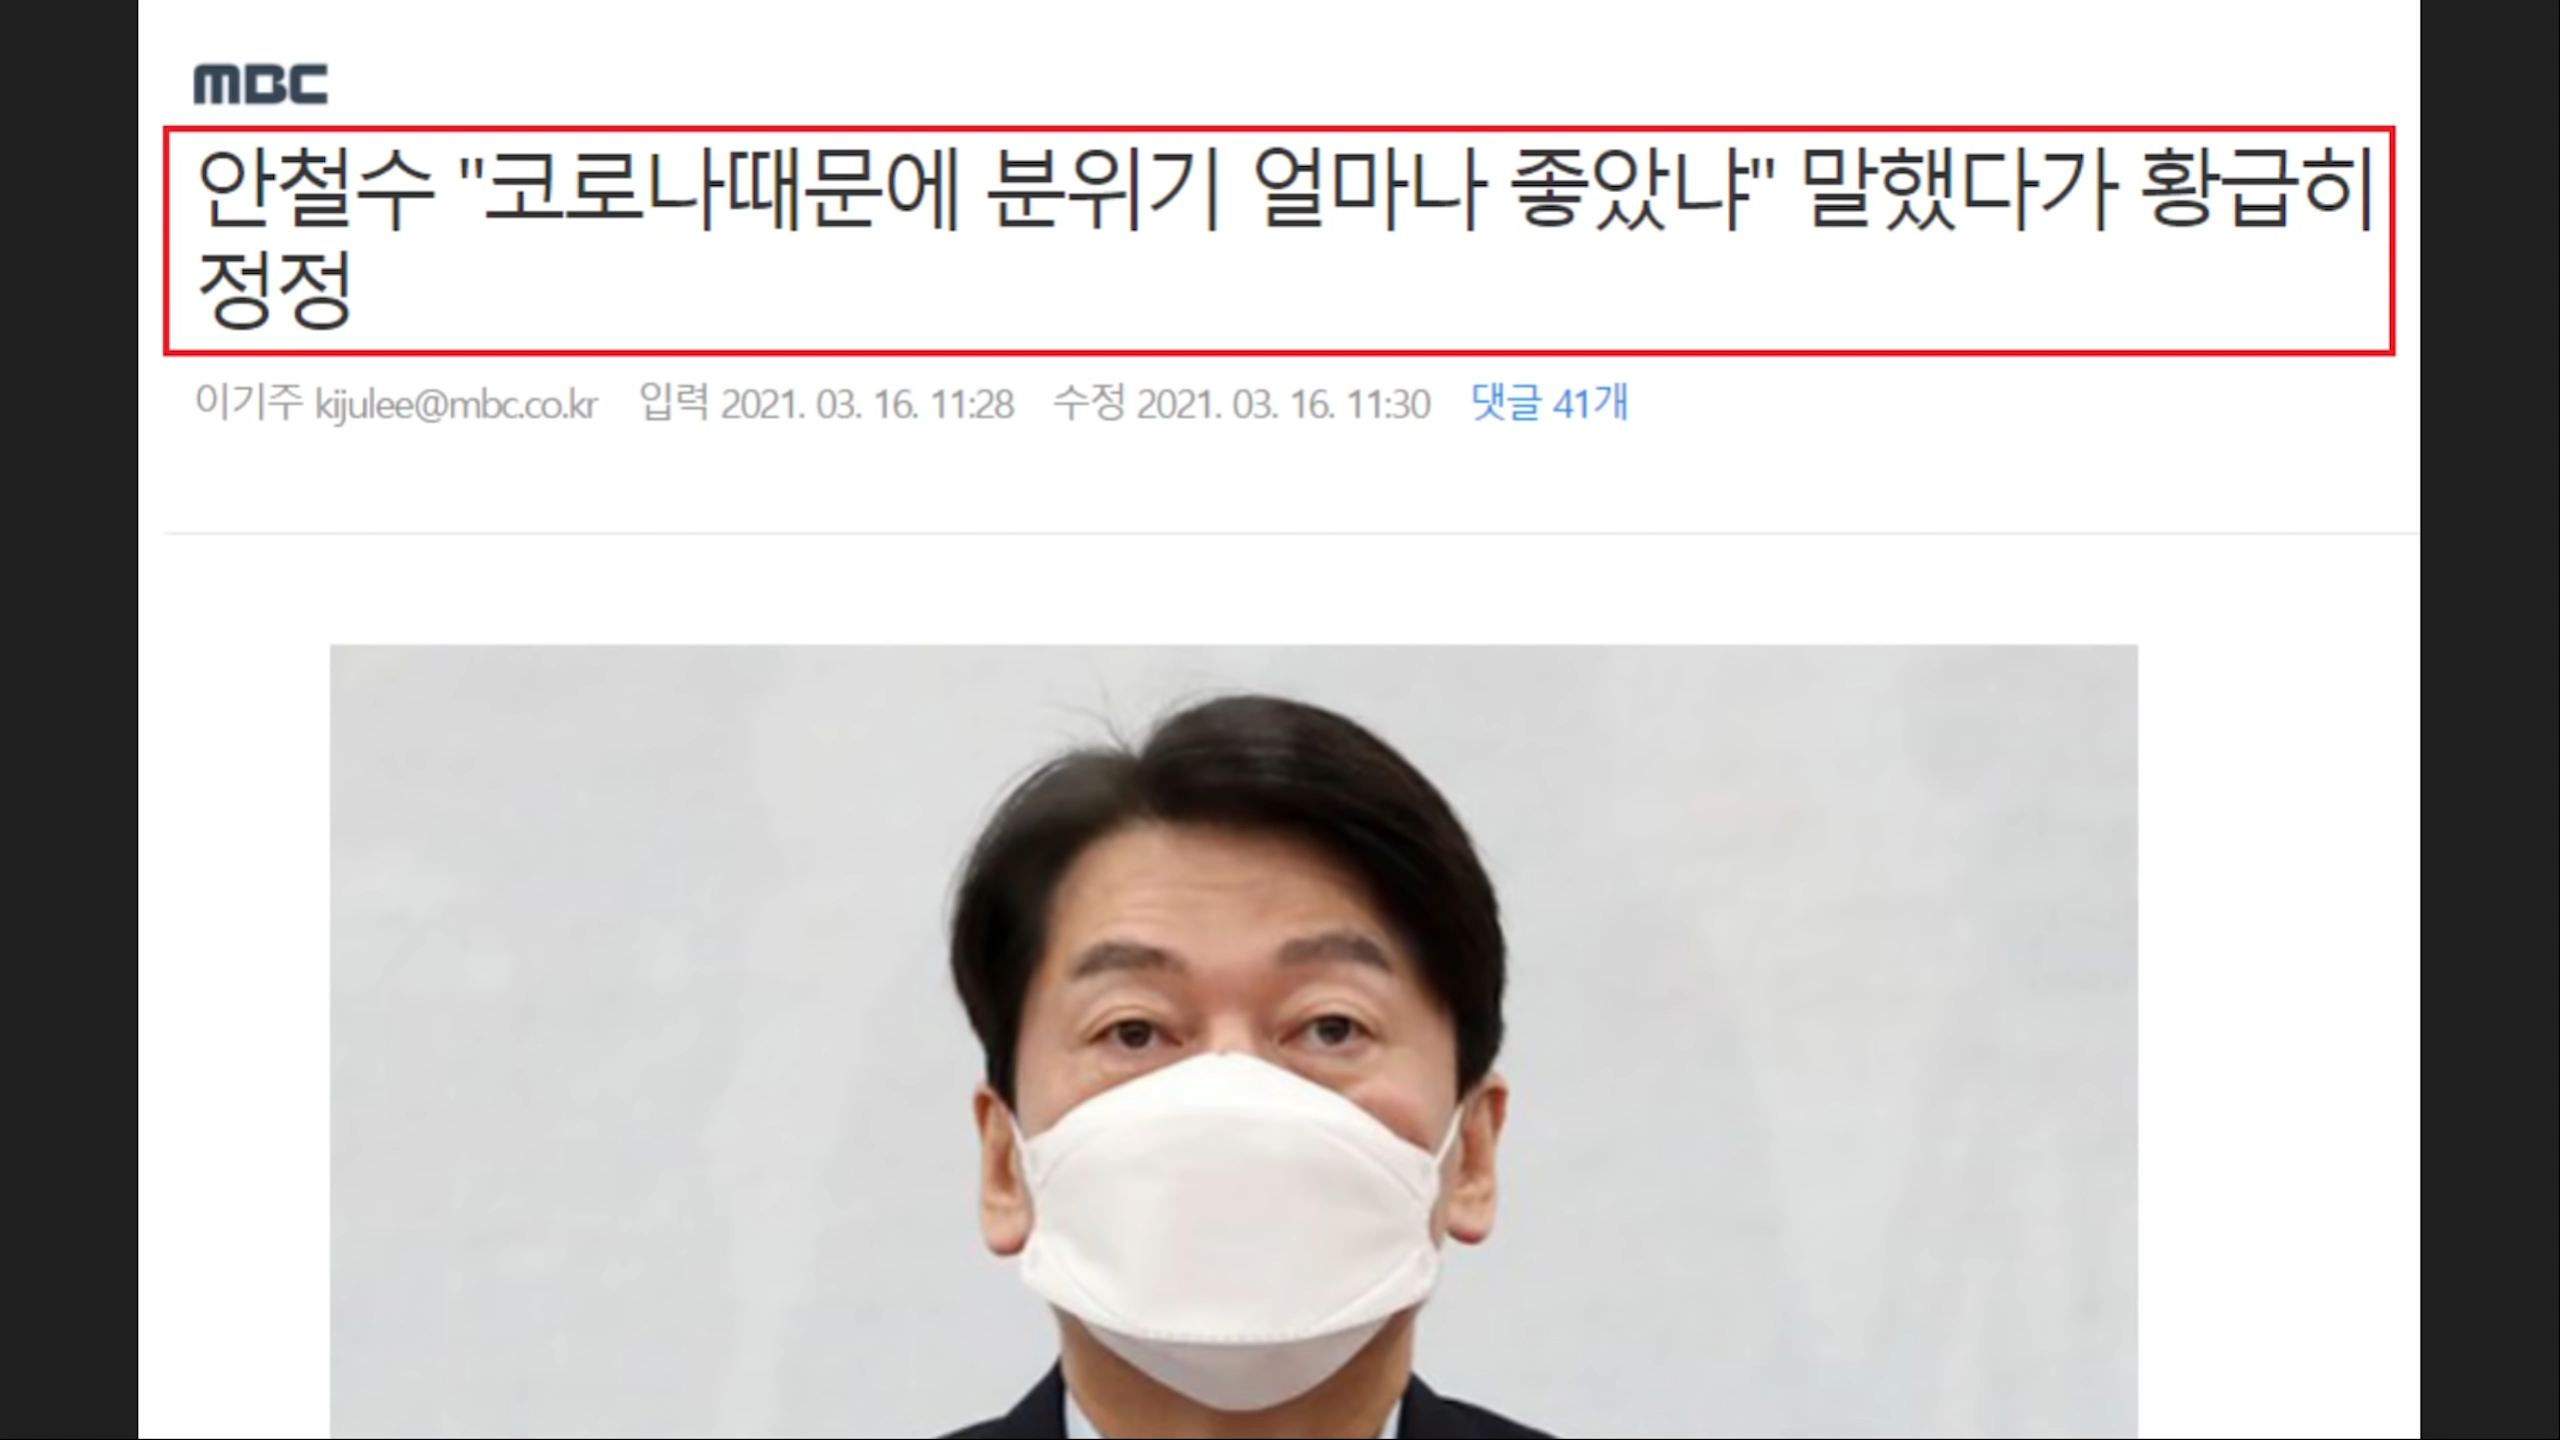 MBC
안철수 "코로나때문에 분위기 얼마나 좋았냐" 말했다가 황급히
정정
이기주 kijulee@mbc.co.kr 입력 2021. 03. 16. 11:28 수정 2021. 03. 16. 11:30 댓글 41개